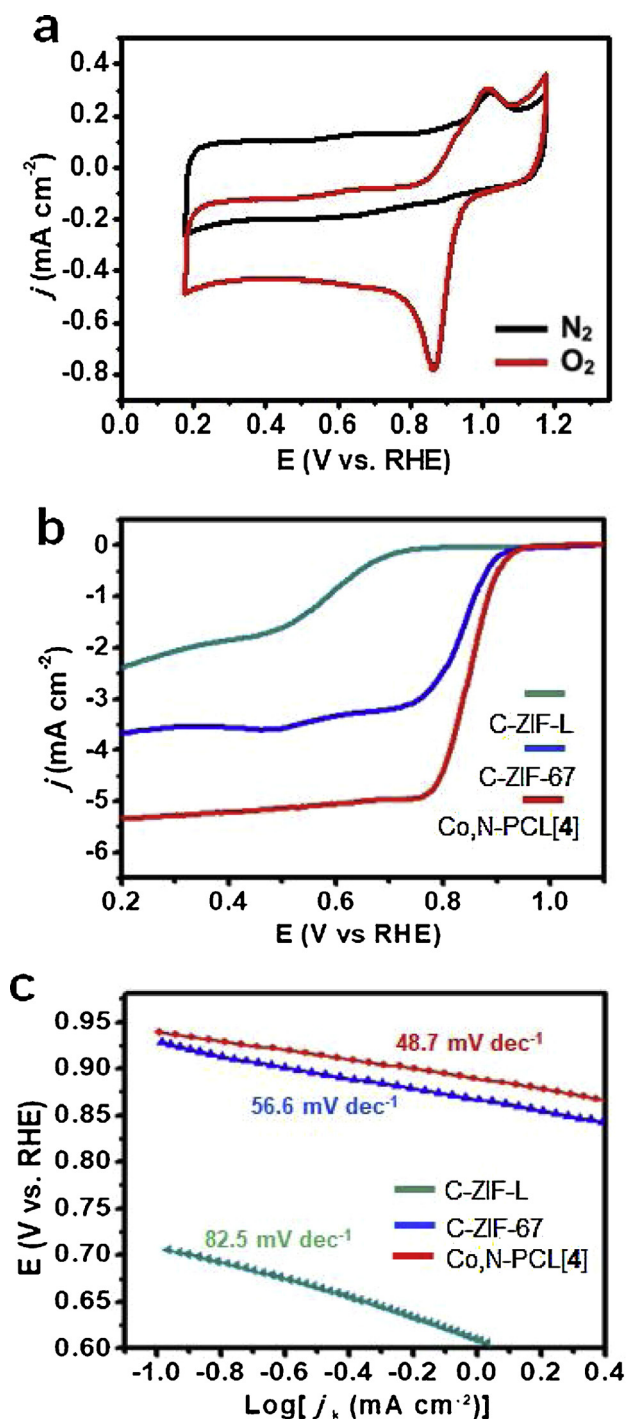 a
0.4
0.2
0.0
-0.2
-0.4
-0.6
-0.8
j (mA cm-2)
N2
O2
0.0 0.2 0.4 0.6 0.8 1.0 1.2
E (V vs. RHE)
b
0
-1
-2
-3
-4
-5
-6
j (mA cm-2)
C-ZIF-L
C-ZIF-67
Co,N-PCL[4]
0.2 0.4 0.6 0.8 1.0
E (V vs RHE)
c
0.95
0.90
0.85
0.80
0.75
0.70
0.65
0.60
E (V vs. RHE)
48.7 mV dec-1
56.6 mV dec-1
82.5 mV dec-1
C-ZIF-L
C-ZIF-67
Co,N-PCL[4]
-1.0 -0.8 -0.6 -0.4 -0.2 0.0 0.2 0.4
Log[ j k (mA cm-2)]